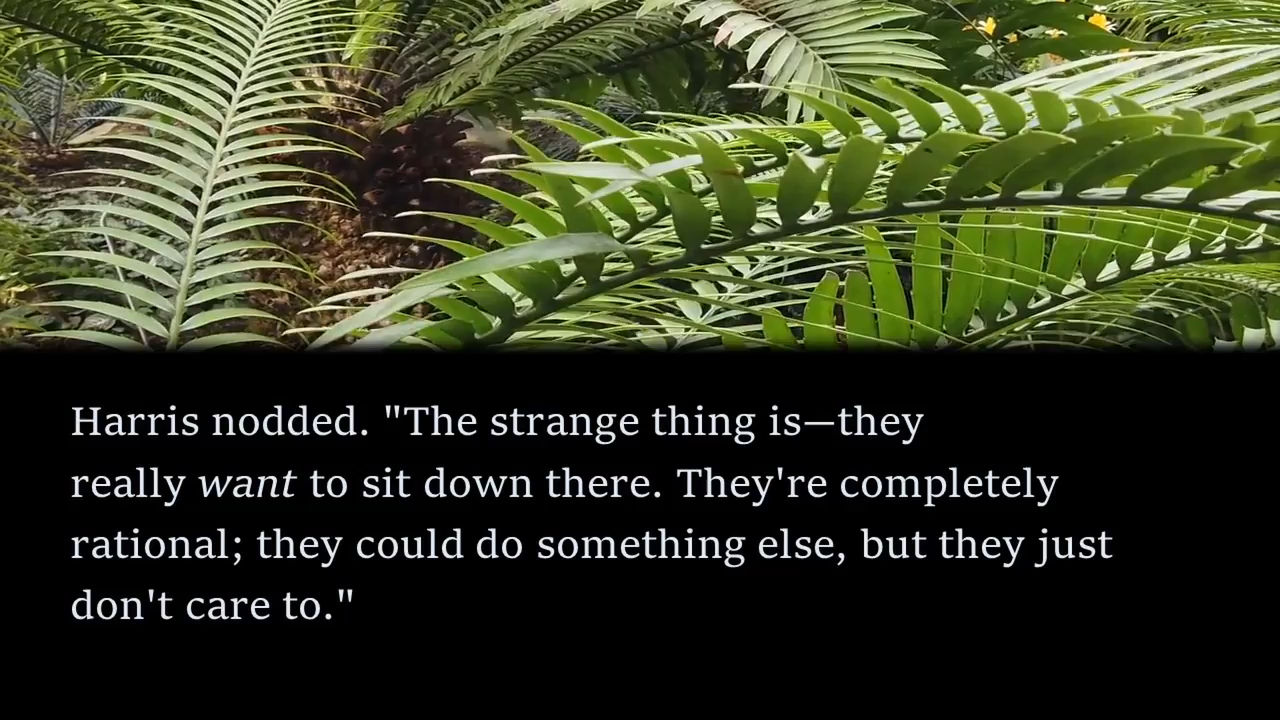 Harris nodded. "The strange thing is—they
really want to sit down there. They're completely
rational; they could do something else, but they just
don't care to."